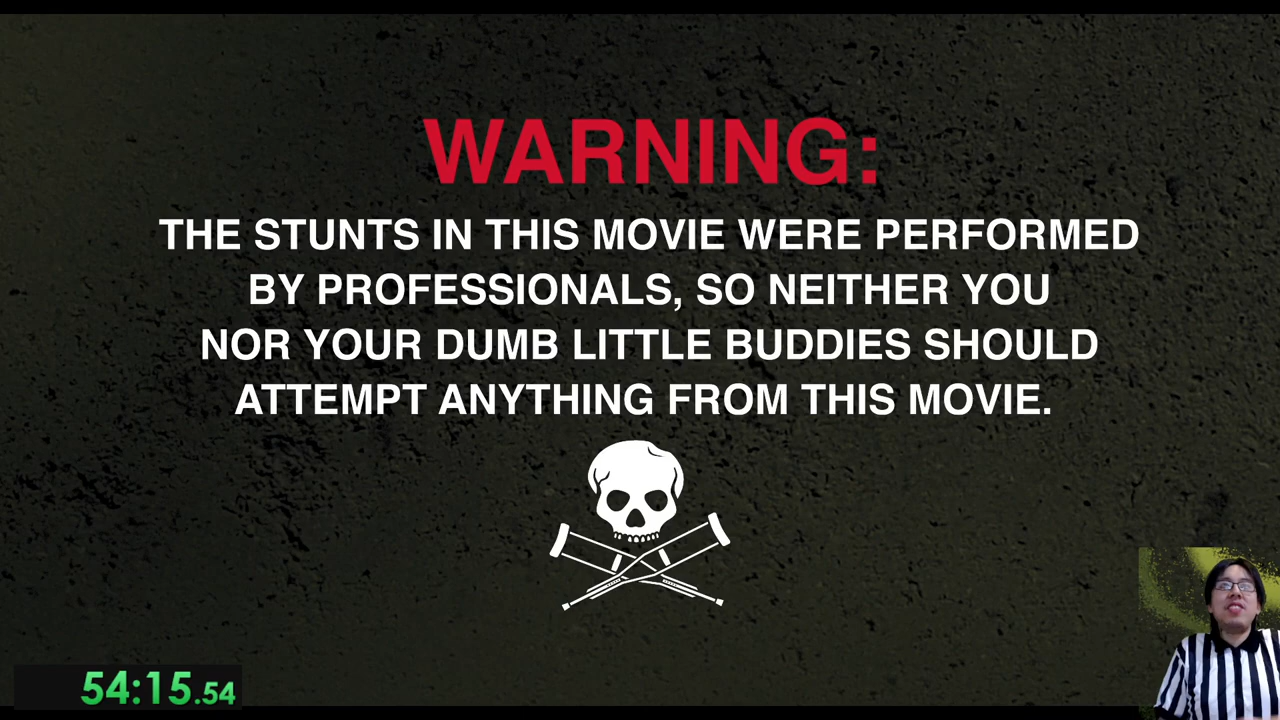 WARNING:
THE STUNTS IN THIS MOVIE WERE PERFORMED
BY PROFESSIONALS, SO NEITHER YOU
NOR YOUR DUMB LITTLE BUDDIES SHOULD
ATTEMPT ANYTHING FROM THIS MOVIE.
54:15.54